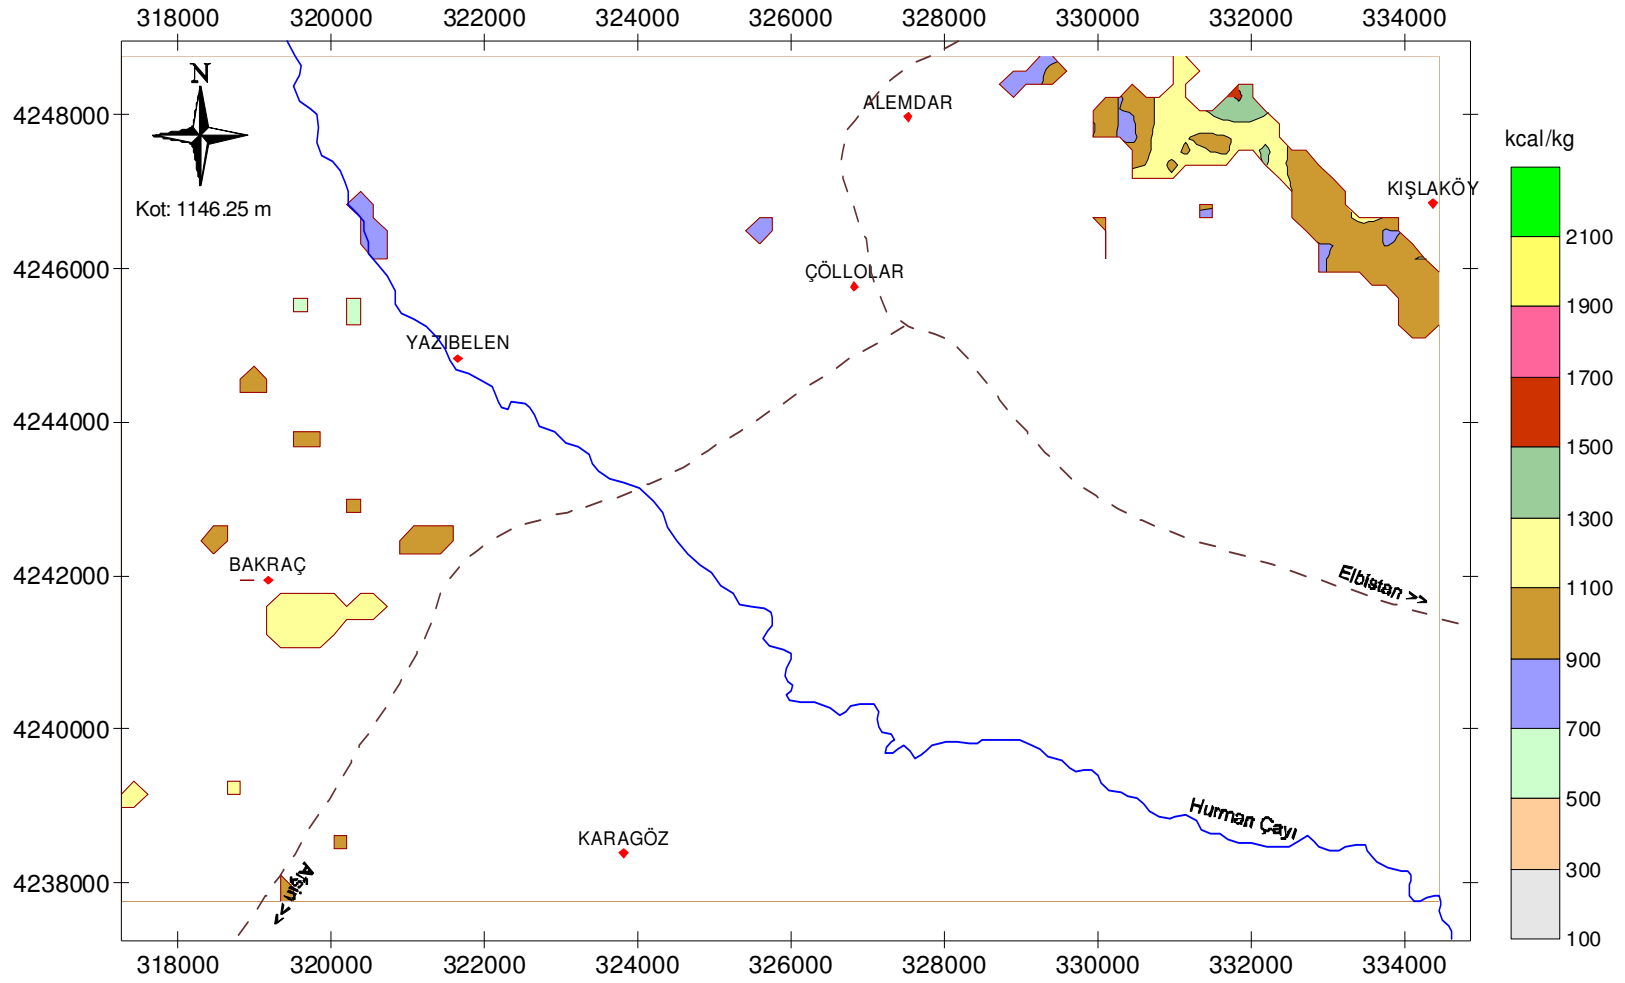 318000 320000 322000 324000 326000 328000 330000 332000 334000
N
ALEMDAR
4248000
kcal/kg
KIŞLAKÖY
Kot: 1146.25 m
2100
4246000
ÇÖLLOLAR
1900
YAZIBELEN
1700
4244000
1500
1300
BAKRAÇ
4242000
Elbistan >>
1100
900
4240000
700
500
Hurman Çayı
KARAGÖZ
4238000
Afşin
<<
300
100
318000 320000 322000 324000 326000 328000 330000 332000 334000